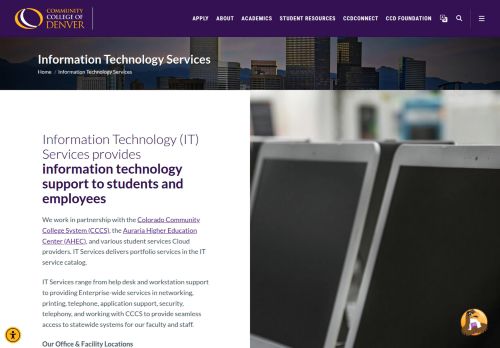 COMMUNITY
COLLEGE OF
DENVER
APPLY ABOUT ACADEMICS STUDENT RESOURCES CCDCONNECT CCD FOUNDATION
Information Technology Services
Home / Information Technology Services
Information Technology (IT)
Services provides
information technology
support to students and
employees
We work in partnership with the Colorado Community
College System (CCCS), the Auraria Higher Education
Center (AHEC), and various student services Cloud
providers. IT Services delivers portfolio services in the IT
service catalog.
IT Services range from help desk and workstation support
to providing Enterprise-wide services in networking,
printing, telephone, application support, security,
telephony, and working with CCCS to provide seamless
access to statewide systems for our faculty and staff.
Our Office & Facility Locations